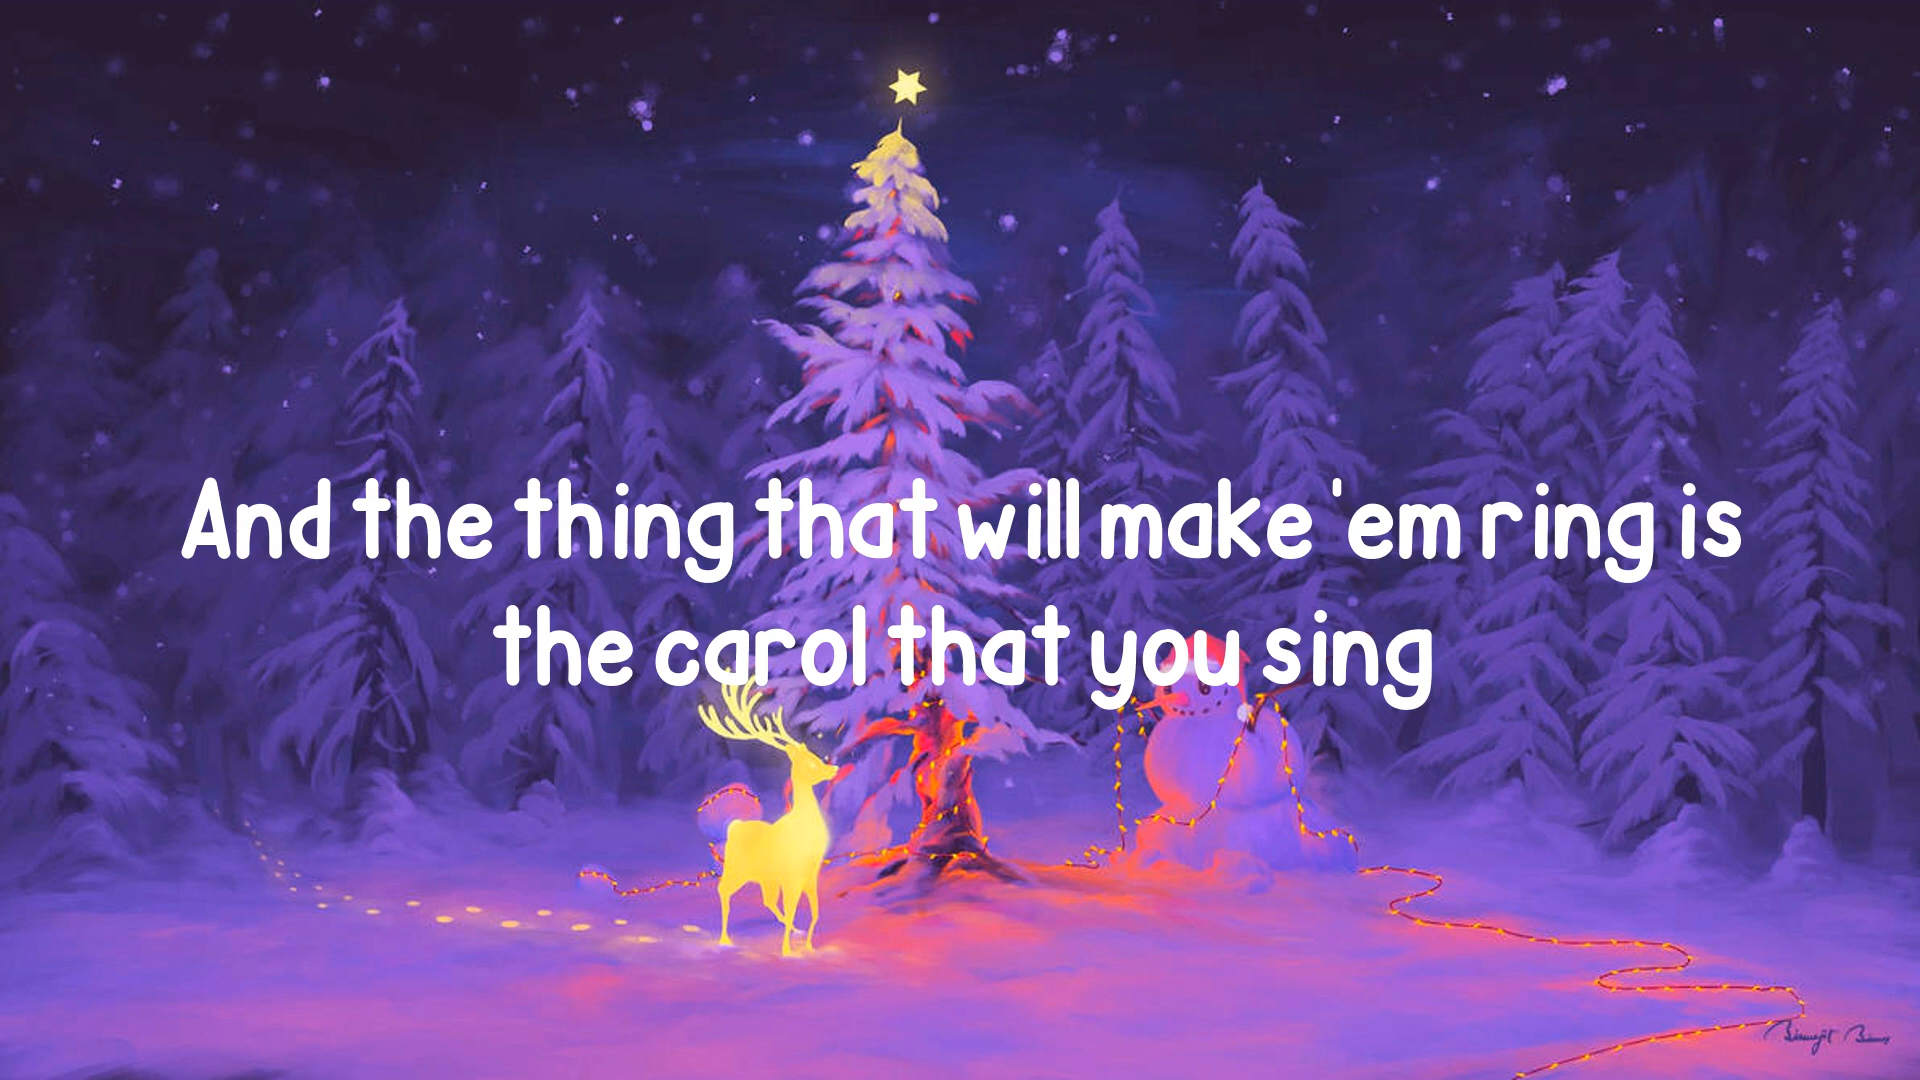 And the thing that will make 'em ring is
the carol that you sing